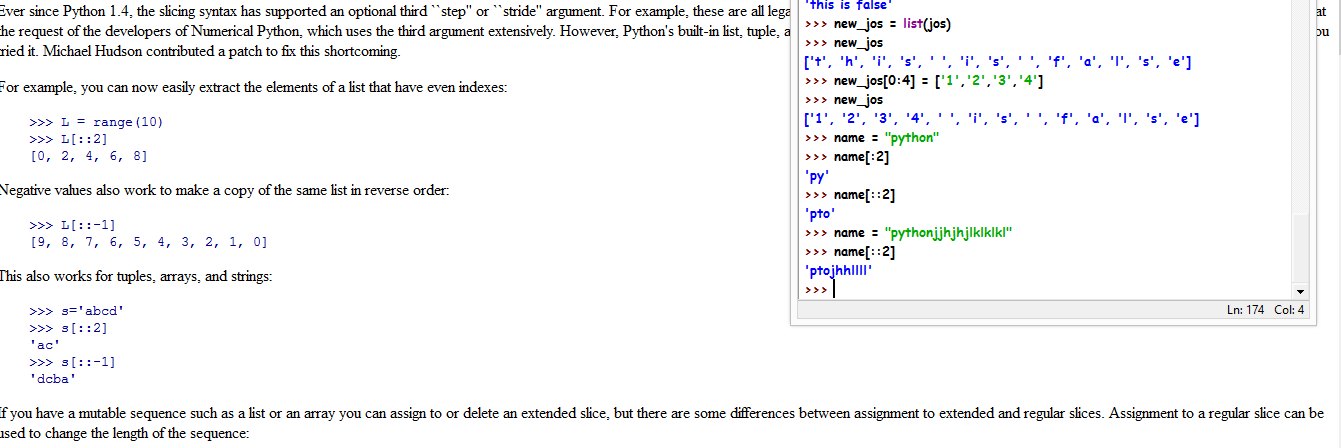 Ever since Python 1.4, the slicing syntax has supported an optional third ``step'' or ``stride'' argument. For example, these are all lega
at
the request of the developers of Numerical Python, which uses the third argument extensively. However, Python's built-in list, tuple, a
ou
ried it. Michael Hudson contributed a patch to fix this shortcoming.
For example, you can now easily extract the elements of a list that have even indexes:
>>> L = range(10)
>>> L[::2]
[0, 2, 4, 6, 8]
Negative values also work to make a copy of the same list in reverse order:
>>> L[::-1]
[9, 8, 7, 6, 5, 4, 3, 2, 1, 0]
This also works for tuples, arrays, and strings:
>>> s='abcd'
>>> s[::2]
'ac'
>>> s[::-1]
'dcba'
If you have a mutable sequence such as a list or an array you can assign to or delete an extended slice, but there are some differences between assignment to extended and regular slices. Assignment to a regular slice can be
used to change the length of the sequence:
'this is false'
>>> new_jos = list(jos)
>>> new_jos
['t', 'h', 'i', 's', ' ', 'i', 's', ' ', 'f', 'a', 'l', 's', 'e']
>>> new_jos[0:4] = ['1','2','3','4']
>>> new_jos
['1', '2', '3', '4', ' ', 'i', 's', ' ', 'f', 'a', 'l', 's', 'e']
>>> name = "python"
>>> name[:2]
'py'
>>> name[::2]
'pto'
>>> name = "pythonjjhjhjlklklkl"
>>> name[::2]
'ptojhhllll'
>>>
Ln: 174 Col: 4